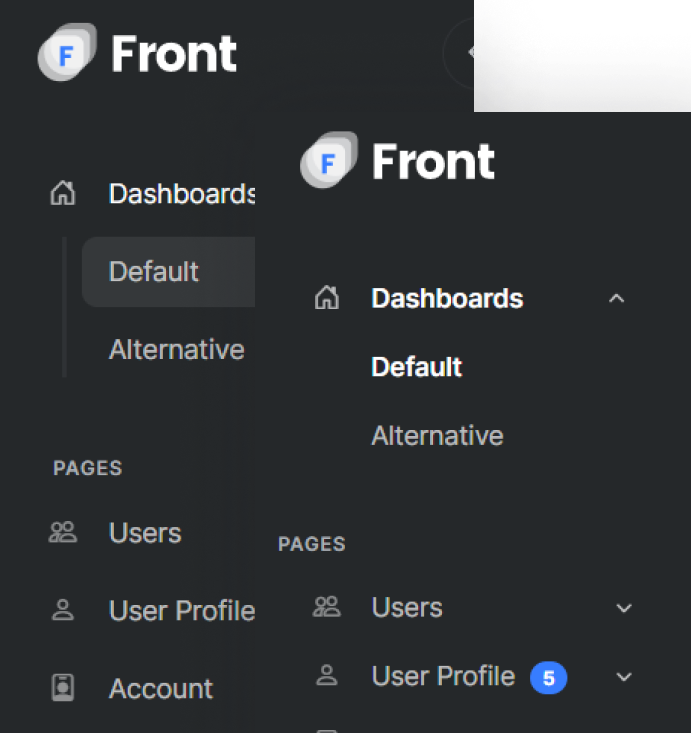 F Front
Dashboards
Default
Alternative
PAGES
Users
User Profile
Account
F Front
Dashboards
Default
Alternative
PAGES
Users
User Profile 5